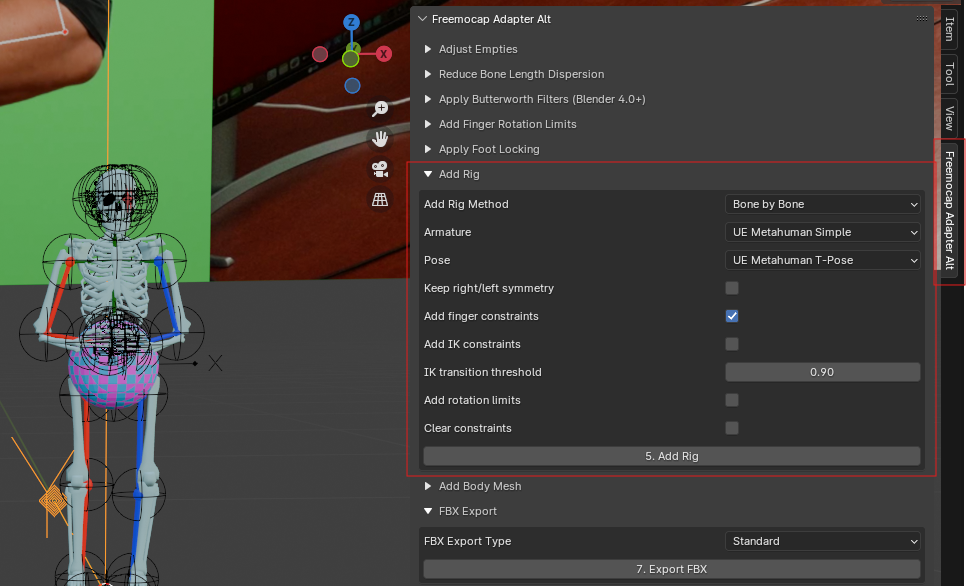 Z
X
X
Freemocap Adapter Alt
Adjust Empties
Reduce Bone Length Dispersion
Apply Butterworth Filters (Blender 4.0+)
Add Finger Rotation Limits
Apply Foot Locking
Add Rig
Add Rig Method Bone by Bone
Armature UE Metahuman Simple
Pose UE Metahuman T-Pose
Keep right/left symmetry
Add finger constraints
Add IK constraints
IK transition threshold 0.90
Add rotation limits
Clear constraints
5. Add Rig
Add Body Mesh
FBX Export
FBX Export Type Standard
7. Export FBX
Item
Tool
View
Freemocap Adapter Alt